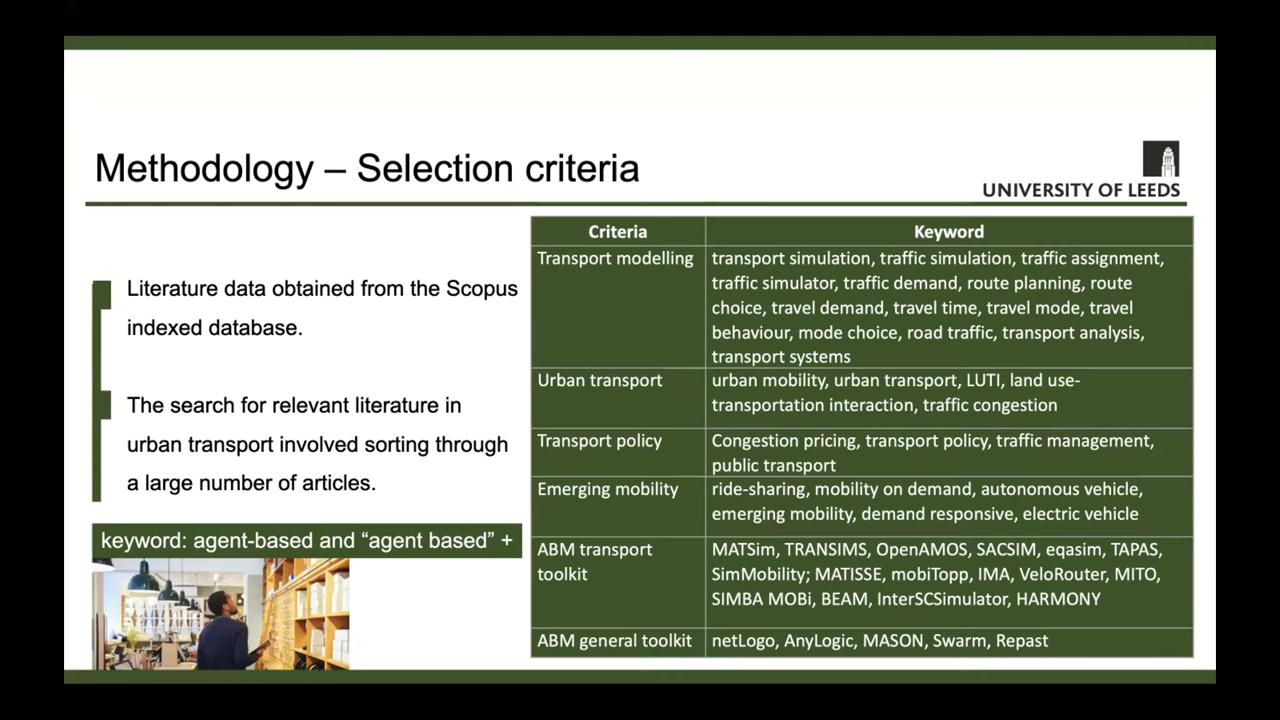 Methodology – Selection criteria
UNIVERSITY OF LEEDS
Literature data obtained from the Scopus
indexed database.
The search for relevant literature in
urban transport involved sorting through
a large number of articles.
keyword: agent-based and “agent based” +
Criteria Keyword
Transport modelling transport simulation, traffic simulation, traffic assignment,
traffic simulator, traffic demand, route planning, route
choice, travel demand, travel time, travel mode, travel
behaviour, mode choice, road traffic, transport analysis,
transport systems
Urban transport urban mobility, urban transport, LUTI, land use-
transportation interaction, traffic congestion
Transport policy Congestion pricing, transport policy, traffic management,
public transport
Emerging mobility ride-sharing, mobility on demand, autonomous vehicle,
emerging mobility, demand responsive, electric vehicle
ABM transport MATSim, TRANSIMS, OpenAMOS, SACSIM, eqasim, TAPAS,
toolkit SimMobility; MATISSE, mobiTopp, IMA, VeloRouter, MITO,
SIMBA MOBi, BEAM, InterSCSimulator, HARMONY
ABM general toolkit netLogo, AnyLogic, MASON, Swarm, Repast